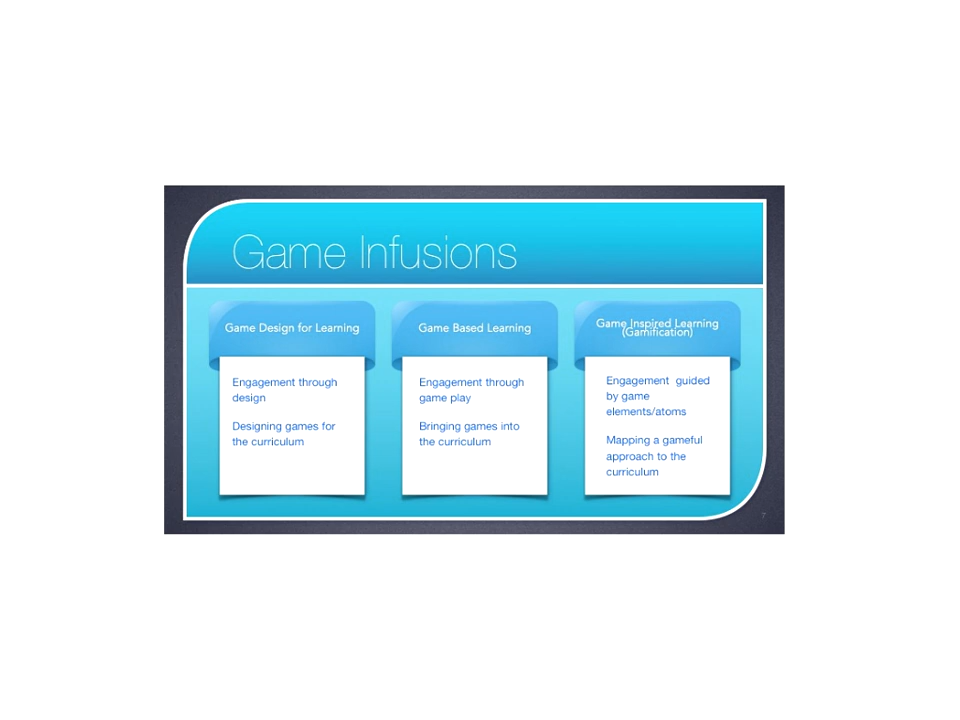 Game Infusions
Game Design for Learning
Engagement through
design
Designing games for
the curriculum
Game Based Learning
Engagement through
game play
Bringing games into
the curriculum
Game Inspired Learning
(Gamification)
Engagement guided
by game
elements/atoms
Mapping a gameful
approach to the
curriculum
7